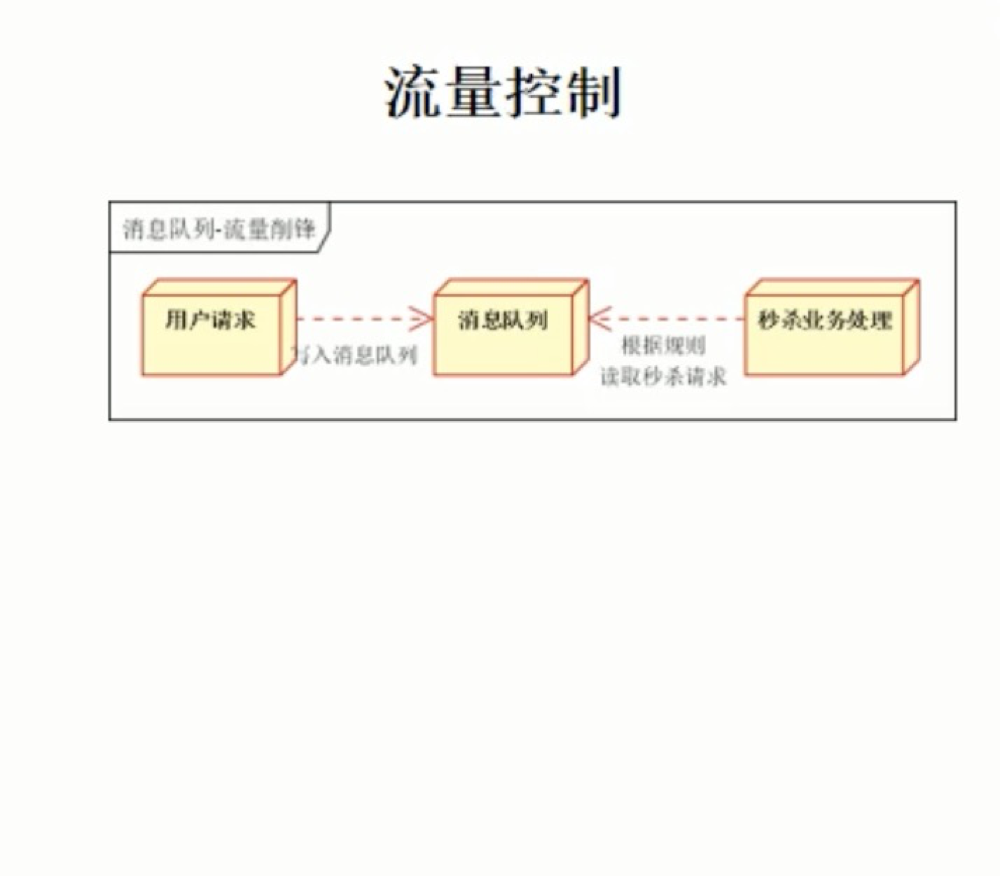 流量控制
消息队列-流量削锋
用户请求
消息队列
秒杀业务处理
写入消息队列
根据规则
读取秒杀请求